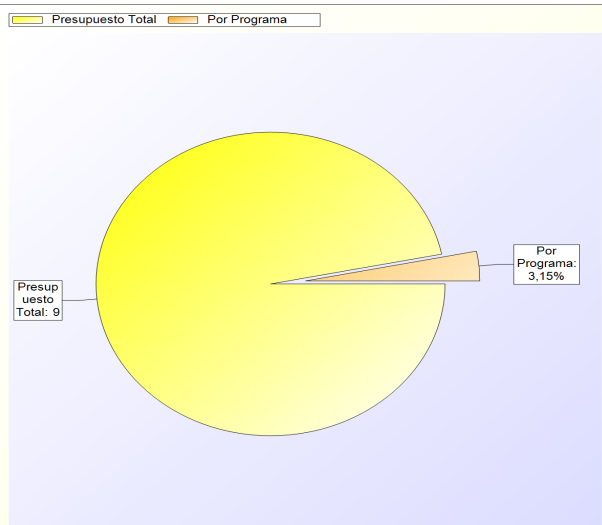 Presupuesto Total
Por Programa
Por
Programa:
3,15%
Presup
uesto
Total: 9